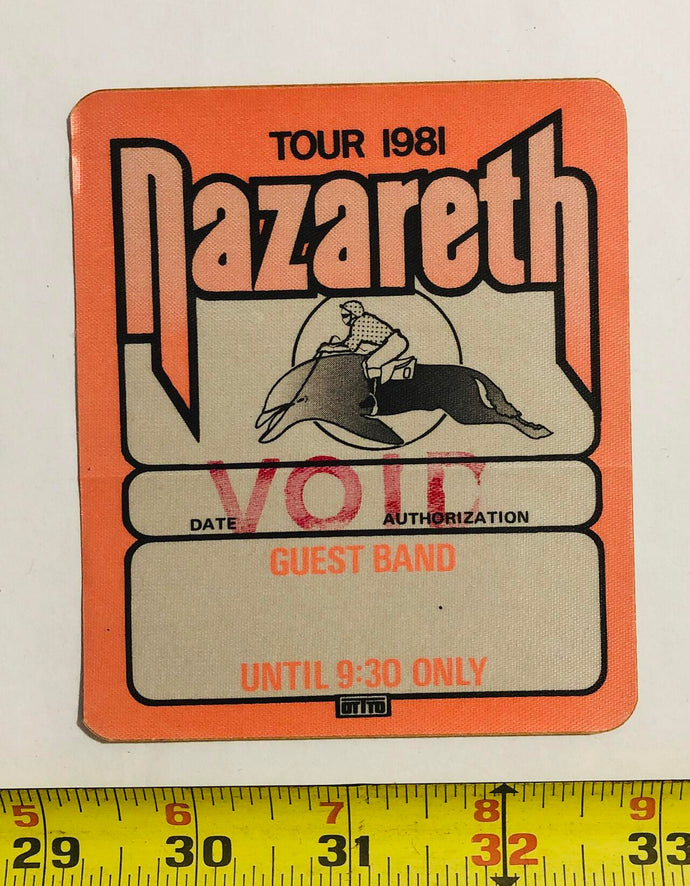 TOUR 1981
Nazareth
0
VOID
DATE
AUTHORIZATION
GUEST BAND
UNTIL 9:30 ONLY
OTTO
5 6 7 8 9
29 30 31 32 33